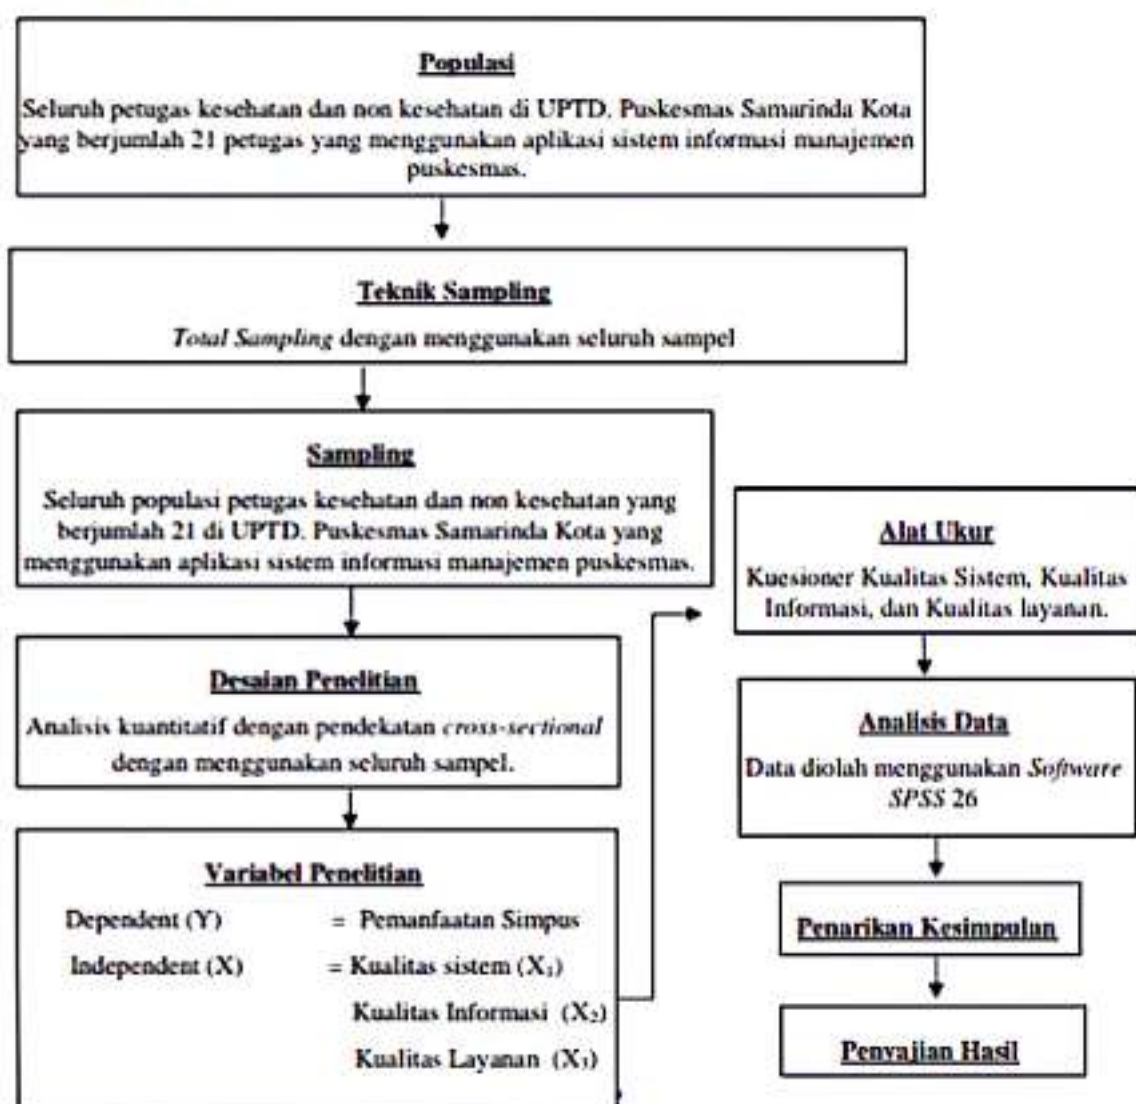 Populasi
Seluruh petugas kesehatan dan non kesehatan di UPTD. Puskesmas Samarinda Kota
yang berjumlah 21 petugas yang menggunakan aplikasi sistem informasi manajemen
puskesmas.
Teknik Sampling
Total Sampling dengan menggunakan seluruh sampel
Sampling
Seluruh populasi petugas kesehatan dan non kesehatan yang
berjumlah 21 di UPTD. Puskesmas Samarinda Kota yang
menggunakan aplikasi sistem informasi manajemen puskesmas.
Desaian Penelitian
Analisis kuantitatif dengan pendekatan cross-sectional
dengan menggunakan seluruh sampel.
Variabel Penelitian
Dependent (Y) = Pemanfaatan Simpus
Independent (X) = Kualitas sistem (X₁)
Kualitas Informasi (X₂)
Kualitas Layanan (X₃)
Alat Ukur
Kuesioner Kualitas Sistem, Kualitas
Informasi, dan Kualitas layanan.
Analisis Data
Data diolah menggunakan Software
SPSS 26
Penarikan Kesimpulan
Penyajian Hasil